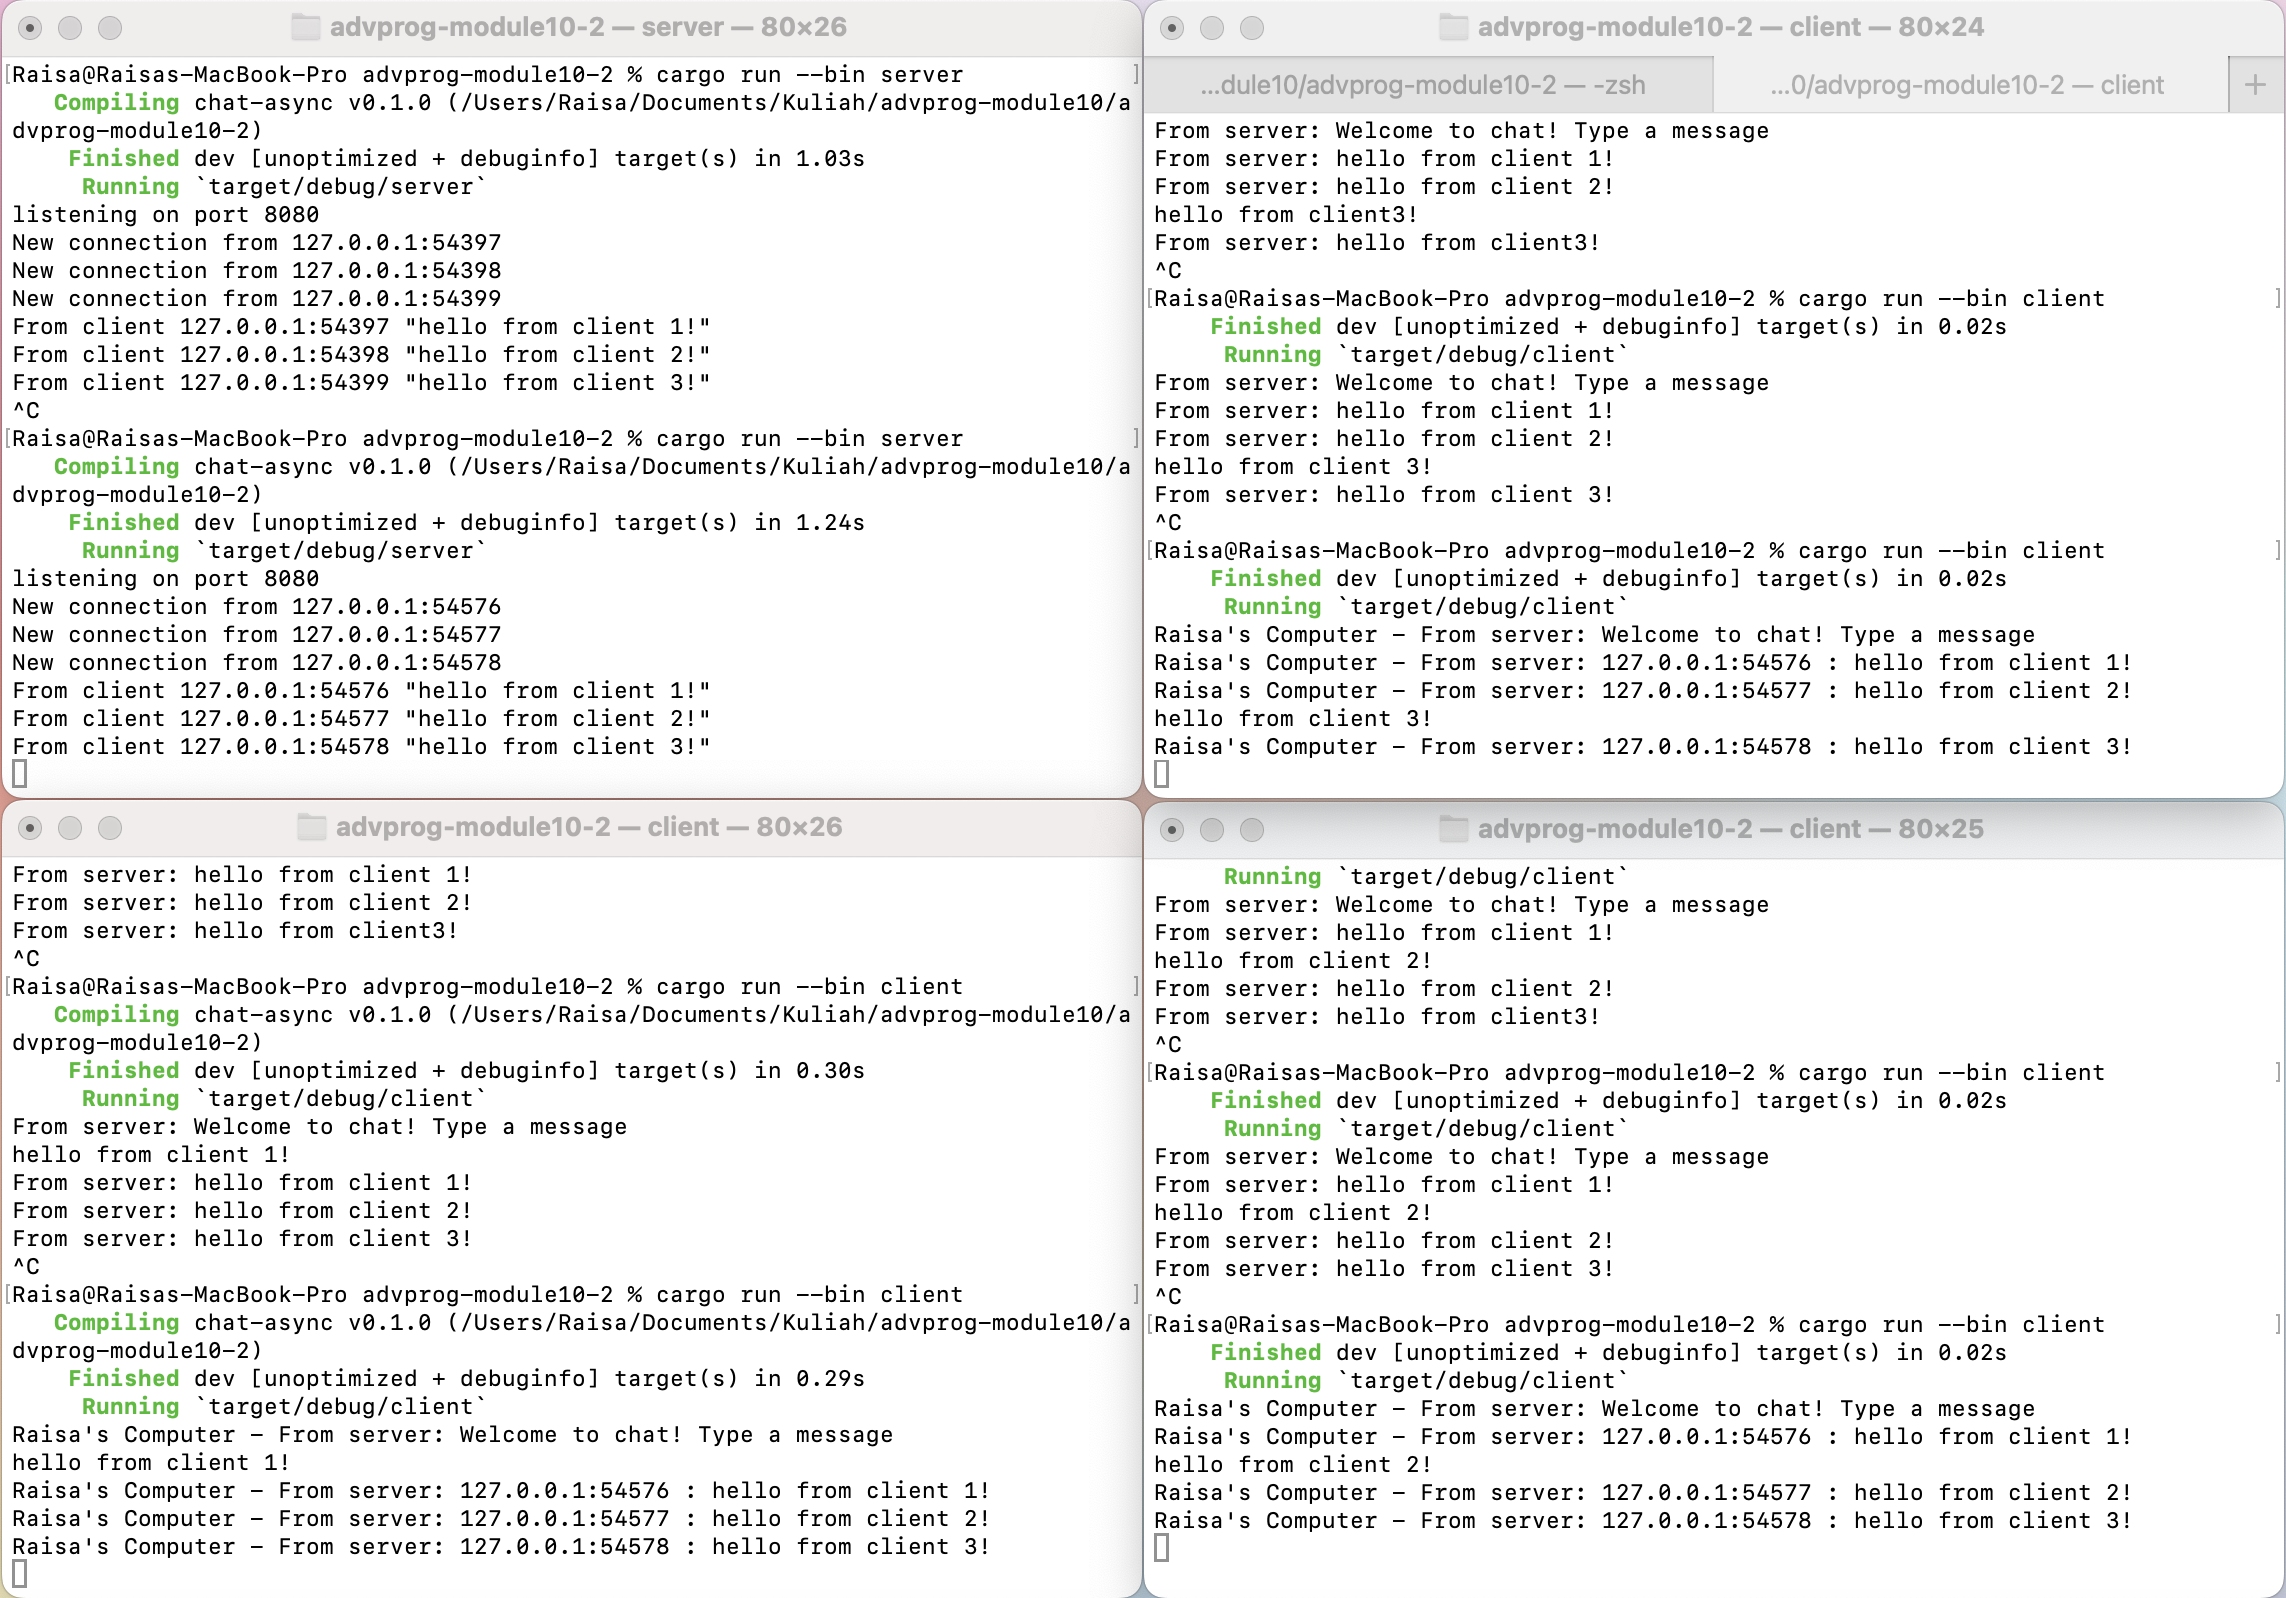 advprog-module10-2 — server — 80×26
[Raisa@Raisas-MacBook-Pro advprog-module10-2 % cargo run --bin server ]
Compiling chat-async v0.1.0 (/Users/Raisa/Documents/Kuliah/advprog-module10/a
dvprog-module10-2)
Finished dev [unoptimized + debuginfo] target(s) in 1.03s
Running `target/debug/server`
listening on port 8080
New connection from 127.0.0.1:54397
New connection from 127.0.0.1:54398
New connection from 127.0.0.1:54399
From client 127.0.0.1:54397 "hello from client 1!"
From client 127.0.0.1:54398 "hello from client 2!"
From client 127.0.0.1:54399 "hello from client 3!"
^C
[Raisa@Raisas-MacBook-Pro advprog-module10-2 % cargo run --bin server ]
Compiling chat-async v0.1.0 (/Users/Raisa/Documents/Kuliah/advprog-module10/a
dvprog-module10-2)
Finished dev [unoptimized + debuginfo] target(s) in 1.24s
Running `target/debug/server`
listening on port 8080
New connection from 127.0.0.1:54576
New connection from 127.0.0.1:54577
New connection from 127.0.0.1:54578
From client 127.0.0.1:54576 "hello from client 1!"
From client 127.0.0.1:54577 "hello from client 2!"
From client 127.0.0.1:54578 "hello from client 3!"
advprog-module10-2 — client — 80×24
...dule10/advprog-module10-2 — -zsh
...0/advprog-module10-2 — client
+
From server: Welcome to chat! Type a message
From server: hello from client 1!
From server: hello from client 2!
hello from client3!
From server: hello from client3!
^C
[Raisa@Raisas-MacBook-Pro advprog-module10-2 % cargo run --bin client ]
Finished dev [unoptimized + debuginfo] target(s) in 0.02s
Running `target/debug/client`
From server: Welcome to chat! Type a message
From server: hello from client 1!
From server: hello from client 2!
hello from client 3!
From server: hello from client 3!
^C
[Raisa@Raisas-MacBook-Pro advprog-module10-2 % cargo run --bin client ]
Finished dev [unoptimized + debuginfo] target(s) in 0.02s
Running `target/debug/client`
Raisa's Computer - From server: Welcome to chat! Type a message
Raisa's Computer - From server: 127.0.0.1:54576 : hello from client 1!
Raisa's Computer - From server: 127.0.0.1:54577 : hello from client 2!
hello from client 3!
Raisa's Computer - From server: 127.0.0.1:54578 : hello from client 3!
advprog-module10-2 — client — 80×26
From server: hello from client 1!
From server: hello from client 2!
From server: hello from client3!
^C
[Raisa@Raisas-MacBook-Pro advprog-module10-2 % cargo run --bin client ]
Compiling chat-async v0.1.0 (/Users/Raisa/Documents/Kuliah/advprog-module10/a
dvprog-module10-2)
Finished dev [unoptimized + debuginfo] target(s) in 0.30s
Running `target/debug/client`
From server: Welcome to chat! Type a message
hello from client 1!
From server: hello from client 1!
From server: hello from client 2!
From server: hello from client 3!
^C
[Raisa@Raisas-MacBook-Pro advprog-module10-2 % cargo run --bin client ]
Compiling chat-async v0.1.0 (/Users/Raisa/Documents/Kuliah/advprog-module10/a
dvprog-module10-2)
Finished dev [unoptimized + debuginfo] target(s) in 0.29s
Running `target/debug/client`
Raisa's Computer - From server: Welcome to chat! Type a message
hello from client 1!
Raisa's Computer - From server: 127.0.0.1:54576 : hello from client 1!
Raisa's Computer - From server: 127.0.0.1:54577 : hello from client 2!
Raisa's Computer - From server: 127.0.0.1:54578 : hello from client 3!
advprog-module10-2 — client — 80×25
Running `target/debug/client`
From server: Welcome to chat! Type a message
From server: hello from client 1!
hello from client 2!
From server: hello from client 2!
From server: hello from client3!
^C
[Raisa@Raisas-MacBook-Pro advprog-module10-2 % cargo run --bin client ]
Finished dev [unoptimized + debuginfo] target(s) in 0.02s
Running `target/debug/client`
From server: Welcome to chat! Type a message
From server: hello from client 1!
hello from client 2!
From server: hello from client 2!
From server: hello from client 3!
^C
[Raisa@Raisas-MacBook-Pro advprog-module10-2 % cargo run --bin client ]
Finished dev [unoptimized + debuginfo] target(s) in 0.02s
Running `target/debug/client`
Raisa's Computer - From server: Welcome to chat! Type a message
Raisa's Computer - From server: 127.0.0.1:54576 : hello from client 1!
hello from client 2!
Raisa's Computer - From server: 127.0.0.1:54577 : hello from client 2!
Raisa's Computer - From server: 127.0.0.1:54578 : hello from client 3!